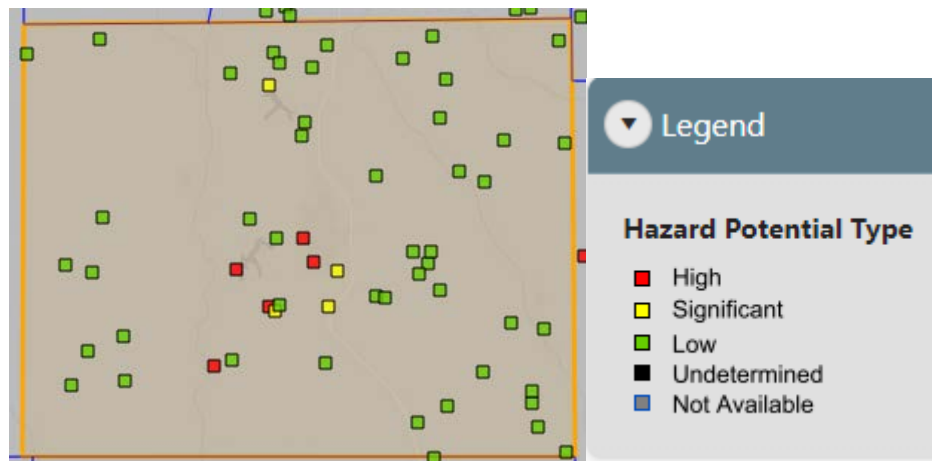 Legend
Hazard Potential Type
High
Significant
Low
Undetermined
Not Available